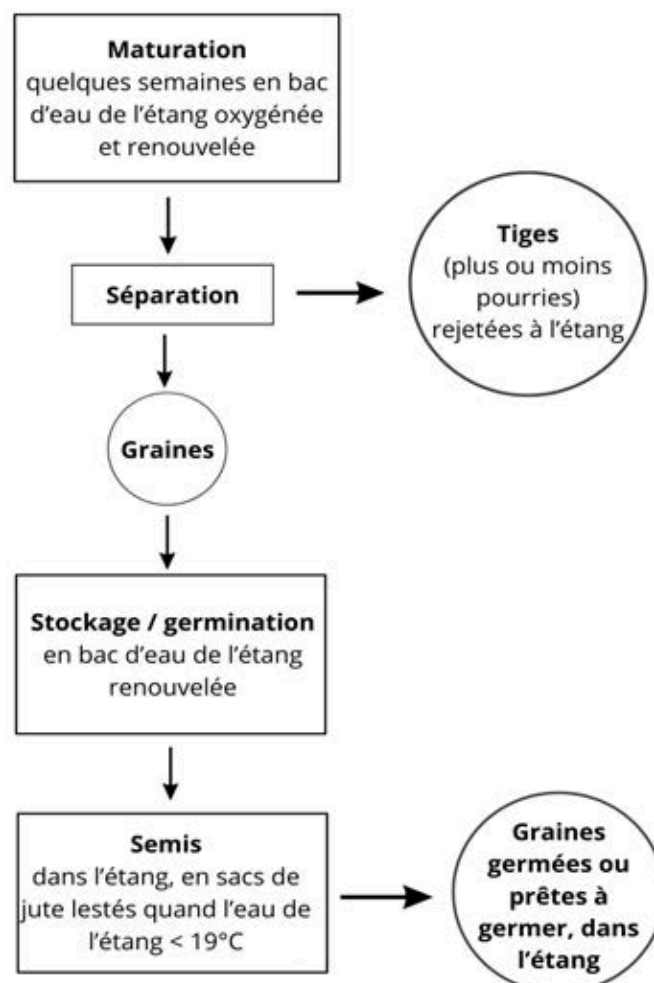 Maturation
quelques semaines en bac
d'eau de l'étang oxygénée
et renouvelée
Séparation
Tiges
(plus ou moins
pourries)
rejetées à l'étang
Graines
Stockage / germination
en bac d'eau de l'étang
renouvelée
Semis
dans l'étang, en sacs de
jute lestés quand l'eau de
l'étang < 19°C
Graines
germées ou
prêtes à
germer, dans
l'étang